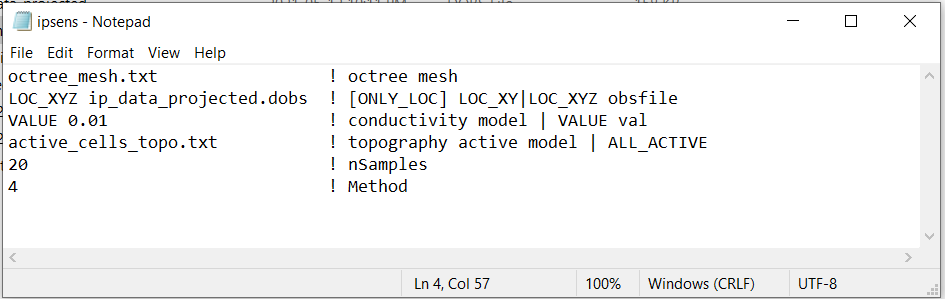 ipsens - Notepad
File Edit Format View Help
octree_mesh.txt ! octree mesh
LOC_XYZ ip_data_projected.dobs ! [ONLY_LOC] LOC_XY|LOC_XYZ obsfile
VALUE 0.01 ! conductivity model | VALUE val
active_cells_topo.txt ! topography active model | ALL_ACTIVE
20 ! nSamples
4 ! Method
Ln 4, Col 57 100% Windows (CRLF) UTF-8